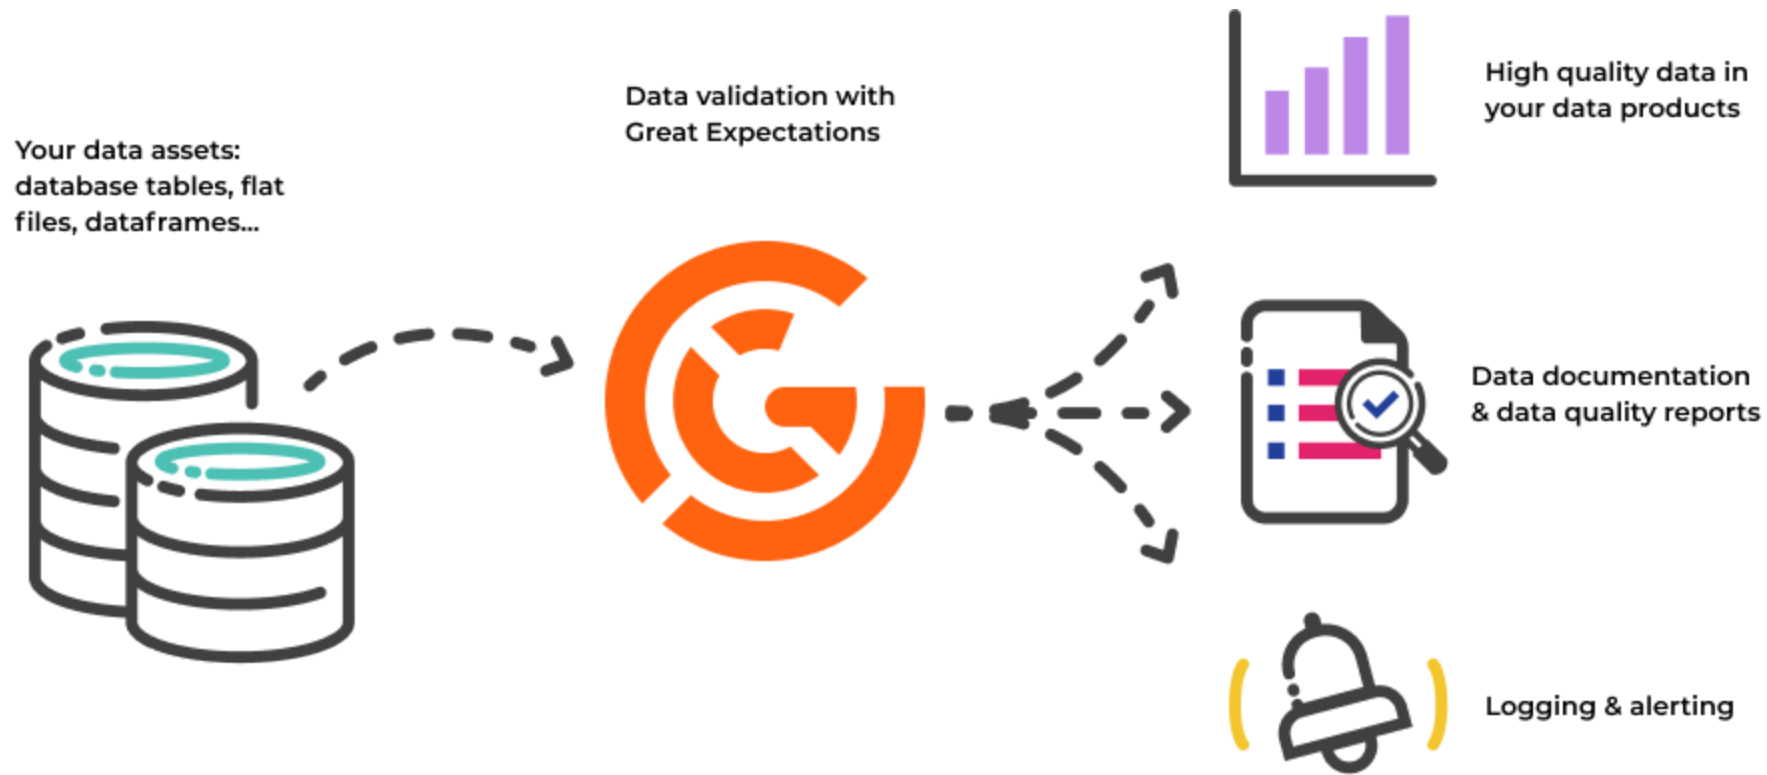 Your data assets:
database tables, flat
files, dataframes...
Data validation with
Great Expectations
High quality data in
your data products
Data documentation
& data quality reports
Logging & alerting